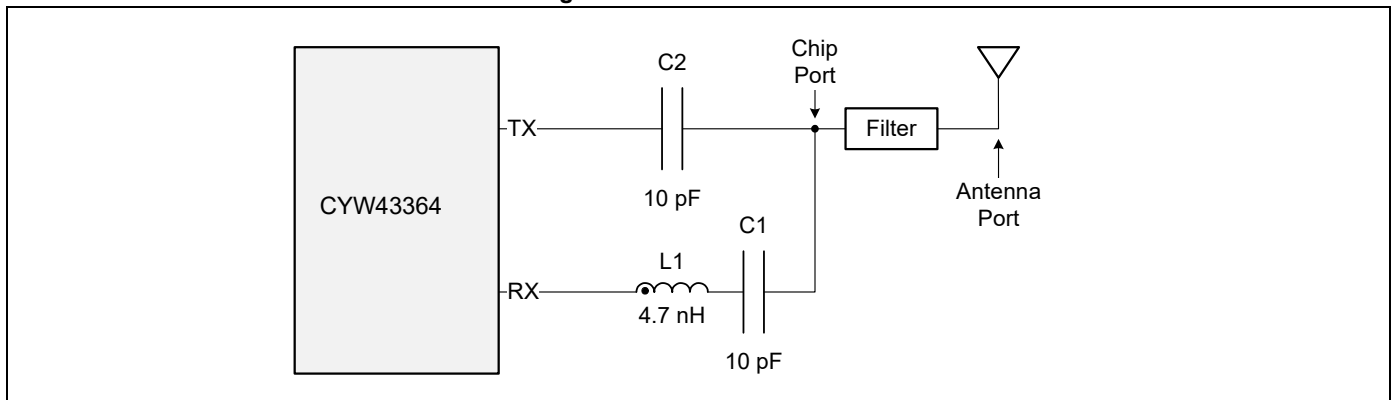 C2
Chip
Port
TX
Filter
10 pF
Antenna
Port
CYW43364
C1
L1
RX
4.7 nH
10 pF